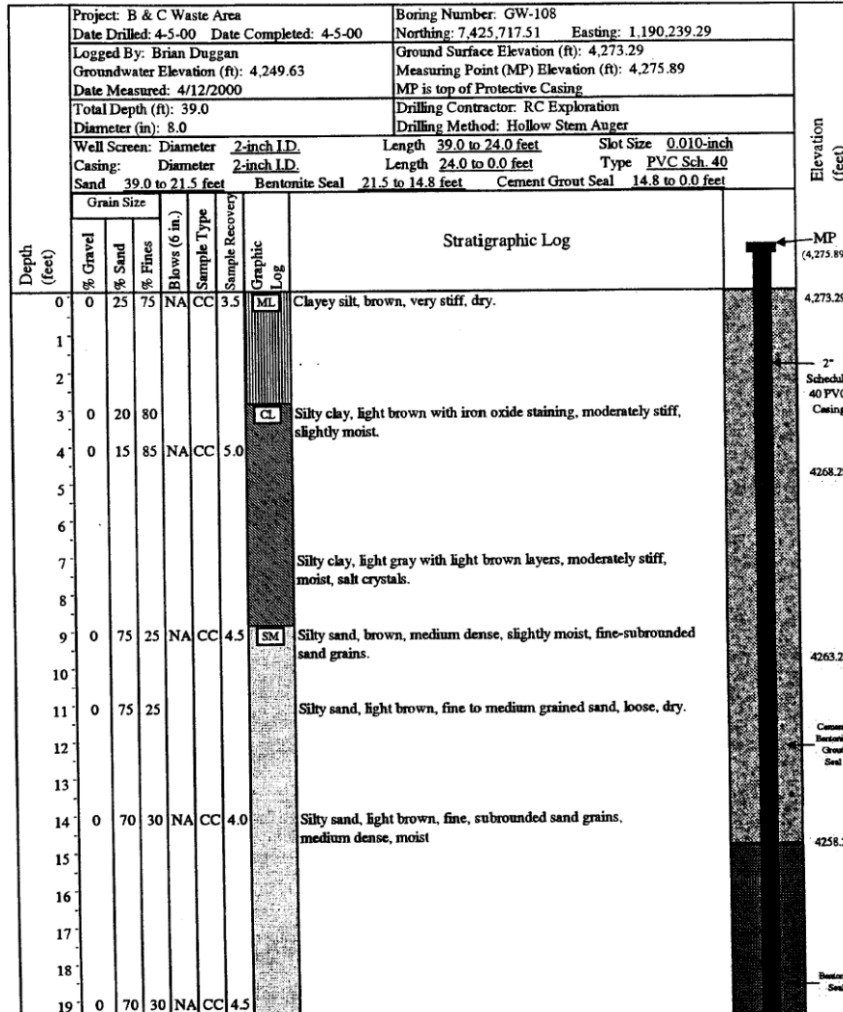 Project: B & C Waste Area
Boring Number: GW-108
Date Drilled: 4-5-00 Date Completed: 4-5-00
Northing: 7,425,717.51 Easting: 1,190,239.29
Logged By: Brian Duggan
Ground Surface Elevation (ft): 4,273.29
Groundwater Elevation (ft): 4,249.63
Measuring Point (MP) Elevation (ft): 4,275.89
Date Measured: 4/12/2000
MP is top of Protective Casing
Total Depth (ft): 39.0
Drilling Contractor: RC Exploration
Diameter (in): 8.0
Drilling Method: Hollow Stem Auger
Well Screen: Diameter 2-inch I.D. Length 39.0 to 24.0 feet Slot Size 0.010-inch
Casing: Diameter 2-inch I.D. Length 24.0 to 0.0 feet Type PVC Sch. 40
Sand 39.0 to 21.5 feet Bentonite Seal 21.5 to 14.8 feet Cement Grout Seal 14.8 to 0.0 feet
Elevation
(feet)
Depth
(feet)
Grain Size
% Gravel
% Sand
% Fines
Blows (6 in.)
Sample Type
Sample Recovery
Graphic
Log
Stratigraphic Log
MP
(4,275.89
0 0 25 75 NA CC 3.5 ML Clayey silt, brown, very stiff, dry. 4,273.29
1
2
2"
Schedul
40 PVC
Casing
3 0 20 80 CL Silty clay, light brown with iron oxide staining, moderately stiff,
slightly moist.
4 0 15 85 NA CC 5.0
4268.2
5
6
7 Silty clay, light gray with light brown layers, moderately stiff,
moist, salt crystals.
8
9 0 75 25 NA CC 4.5 SM Silty sand, brown, medium dense, slightly moist, fine-subrounded
sand grains.
4263.2
10
11 0 75 25 Silty sand, light brown, fine to medium grained sand, loose, dry.
12
Grout
Seal
13
14 0 70 30 NA CC 4.0 Silty sand, light brown, fine, subrounded sand grains,
medium dense, moist
4258.
15
16
17
18
Seal
19 0 70 30 NA CC 4.5